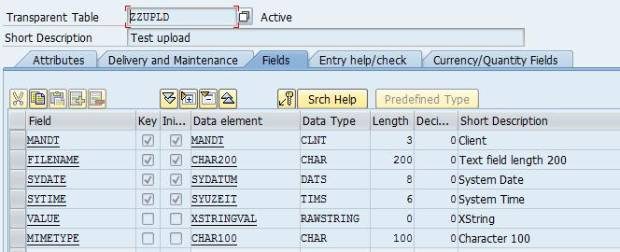 Transparent Table ZZUPLD Active
Short Description Test upload
Attributes Delivery and Maintenance Fields Entry help/check Currency/Quantity Fields
Srch Help Predefined Type
Field Key Ini... Data element Data Type Length Deci... Short Description
MANDT MANDT CLNT 3 0 Client
FILENAME CHAR200 CHAR 200 0 Text field length 200
SYDATE SYDATUM DATS 8 0 System Date
SYTIME SYUZEIT TIMS 6 0 System Time
VALUE XSTRINGVAL RAWSTRING 0 0 XString
MIMETYPE CHAR100 CHAR 100 0 Character 100